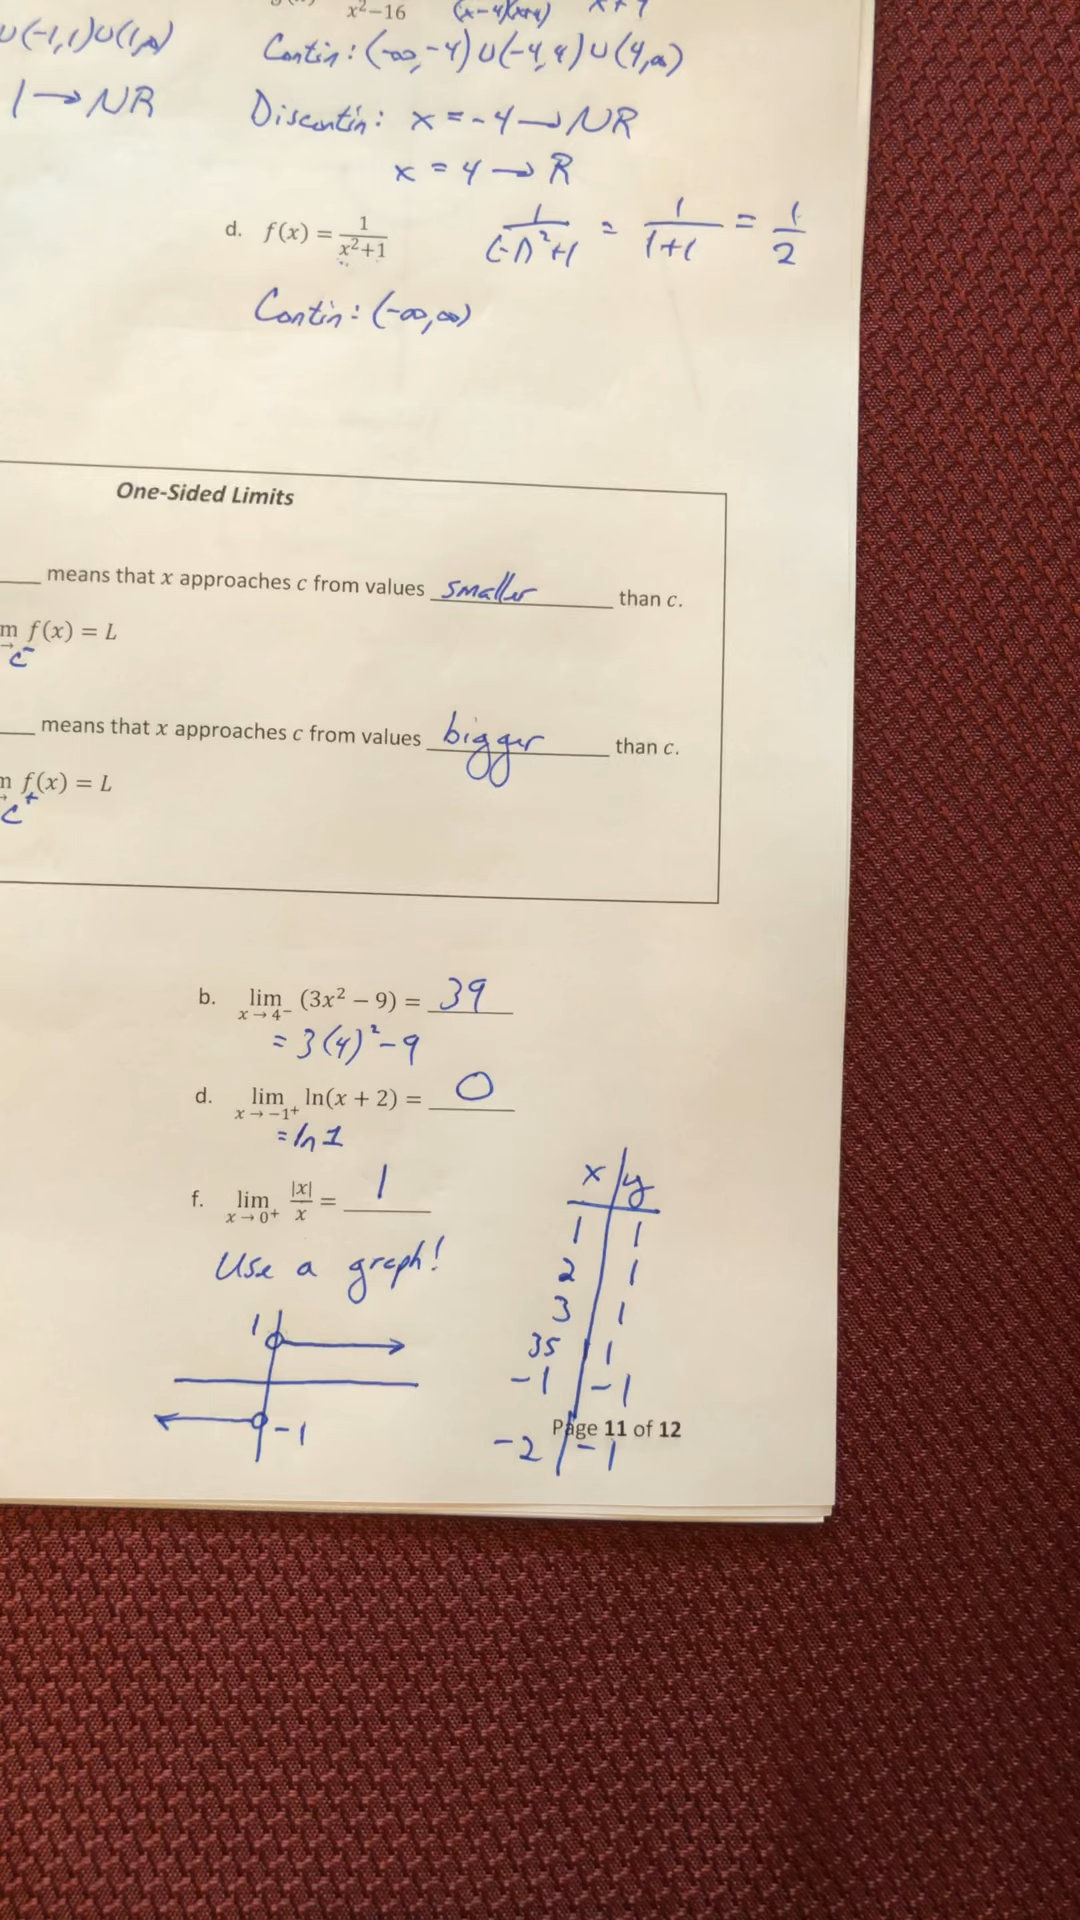 x²−16 (x-4)(x+4)
∪(-1,1)∪(1,∞) Contin: (-∞,-4)∪(-4,4)∪(4,∞)
1→NR Discontin: x=-4→NR
x=4→R
d. f(x) = 1/(x²+1) 1/((-1)²+1) = 1/(1+1) = 1/2
Contin: (-∞,∞)
One-Sided Limits
means that x approaches c from values smaller than c.
m f(x) = L
→ c⁻
means that x approaches c from values bigger than c.
f(x) = L
c⁺
b. lim x→4⁻ (3x² − 9) = 39
= 3(4)²-9
d. lim x→−1⁺ ln(x + 2) = 0
= ln 1
f. lim x→0⁺ |x|/x = 1
Use a graph!
1
-1
x y
1 1
2 1
3 1
35 1
-1 -1
-2 -1
Page 11 of 12